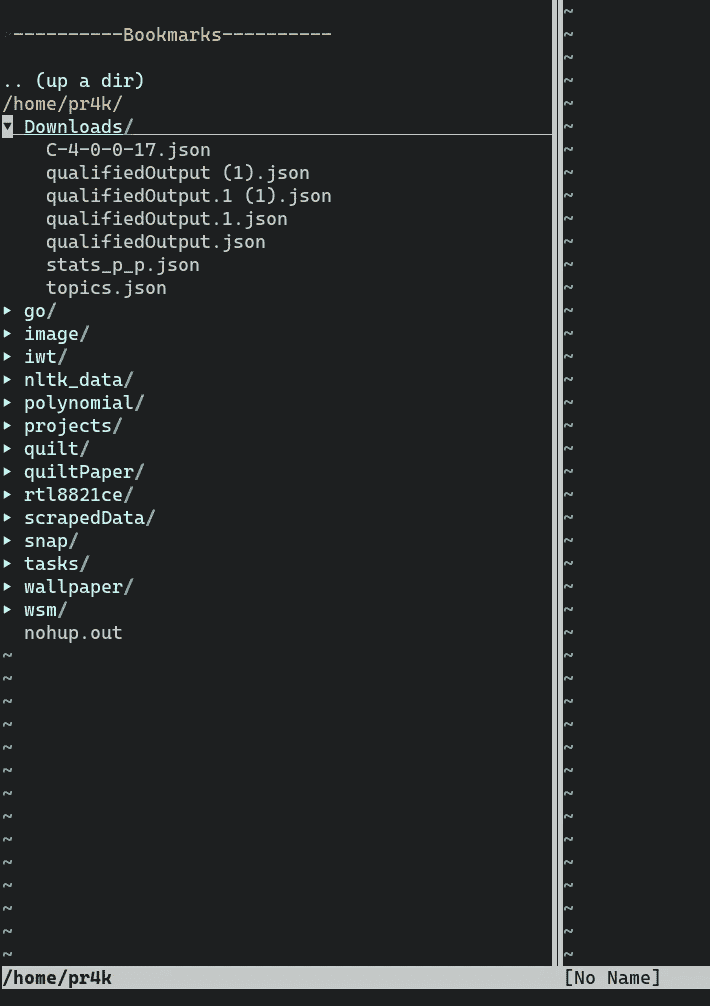 ----------Bookmarks----------
.. (up a dir)
/home/pr4k/
▾ Downloads/
C-4-0-0-17.json
qualifiedOutput (1).json
qualifiedOutput.1 (1).json
qualifiedOutput.1.json
qualifiedOutput.json
stats_p_p.json
topics.json
▸ go/
▸ image/
▸ iwt/
▸ nltk_data/
▸ polynomial/
▸ projects/
▸ quilt/
▸ quiltPaper/
▸ rtl8821ce/
▸ scrapedData/
▸ snap/
▸ tasks/
▸ wallpaper/
▸ wsm/
nohup.out
/home/pr4k
[No Name]